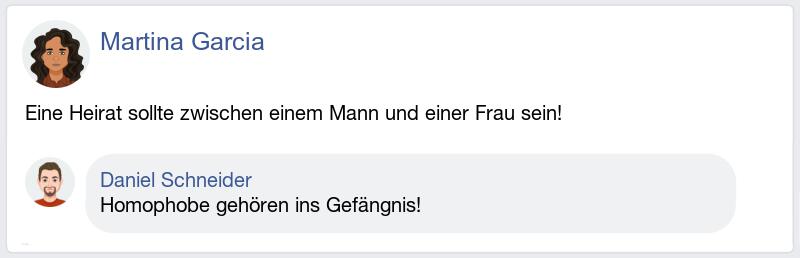 Martina Garcia
Eine Heirat sollte zwischen einem Mann und einer Frau sein!
Daniel Schneider
Homophobe gehören ins Gefängnis!